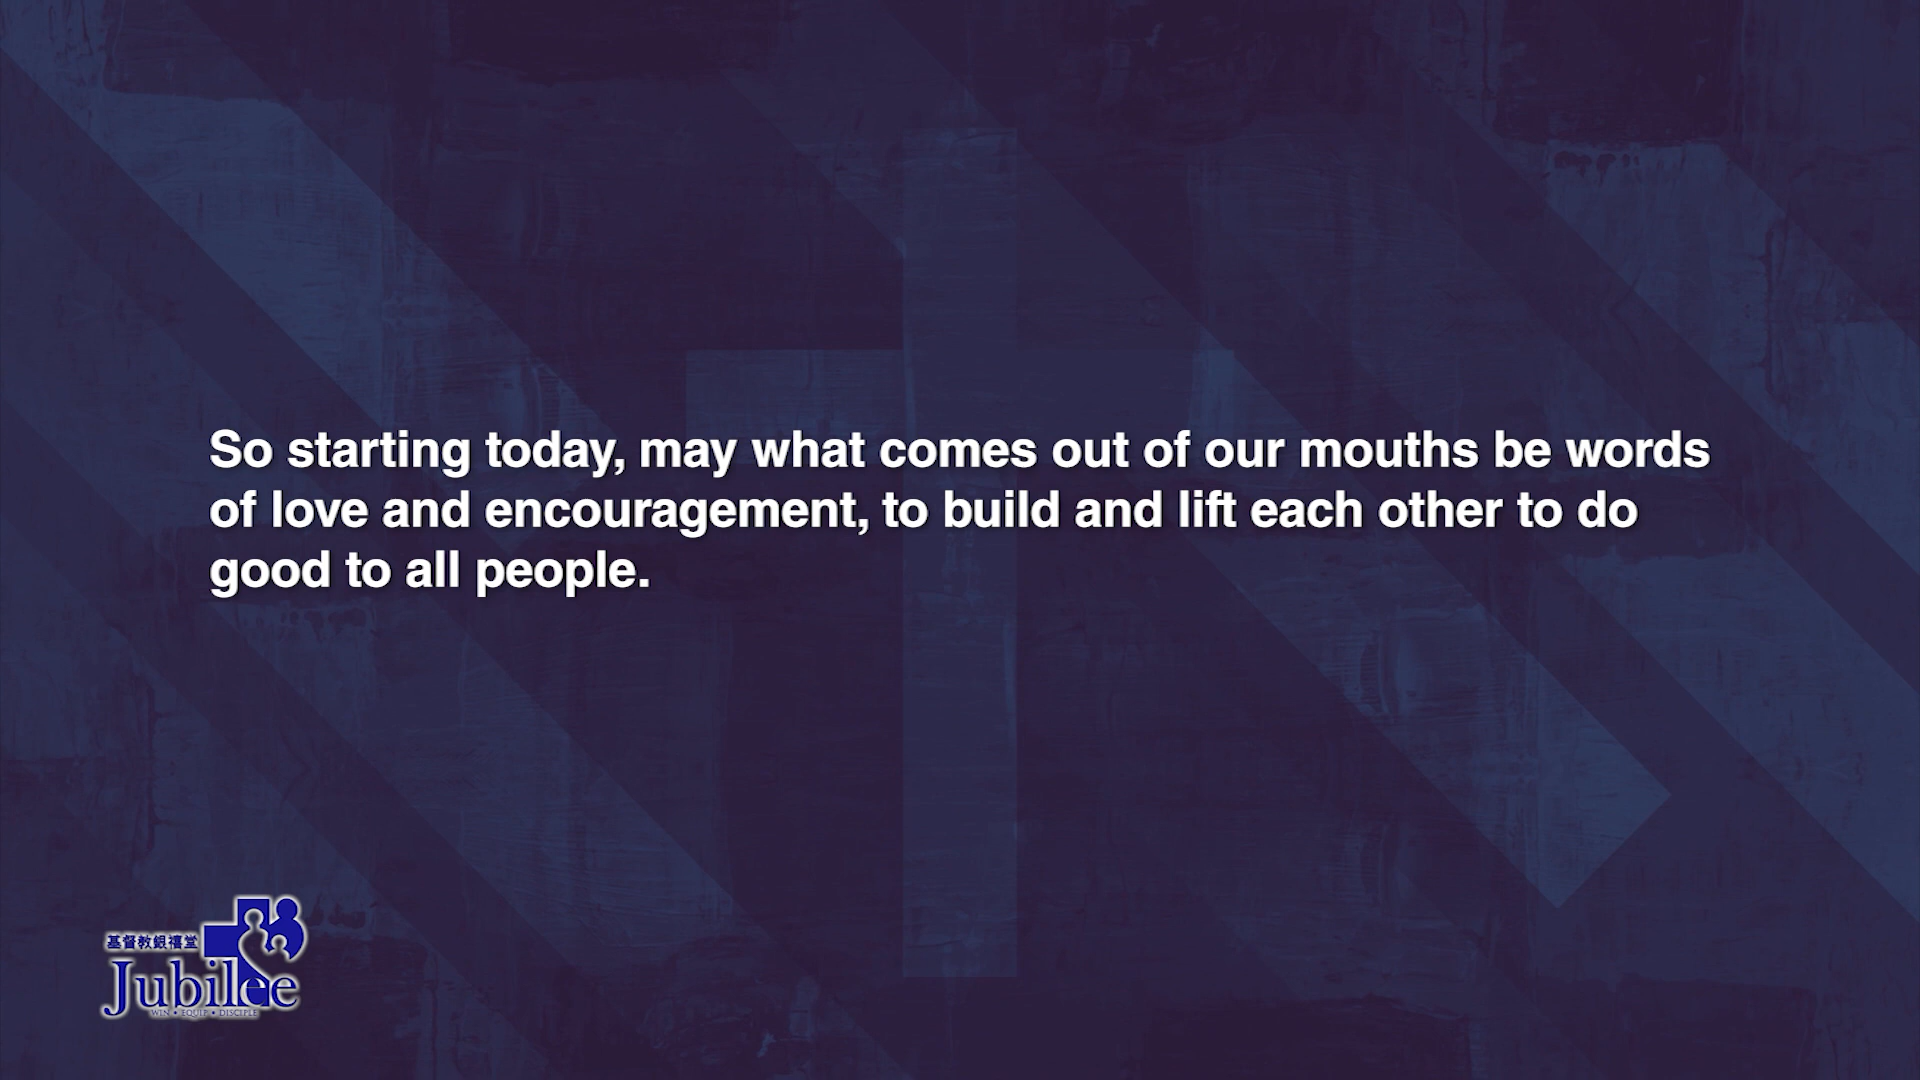 So starting today, may what comes out of our mouths be words
of love and encouragement, to build and lift each other to do
good to all people.
基督教銀禧堂
Jubilee
WIN • EQUIP • DISCIPLE